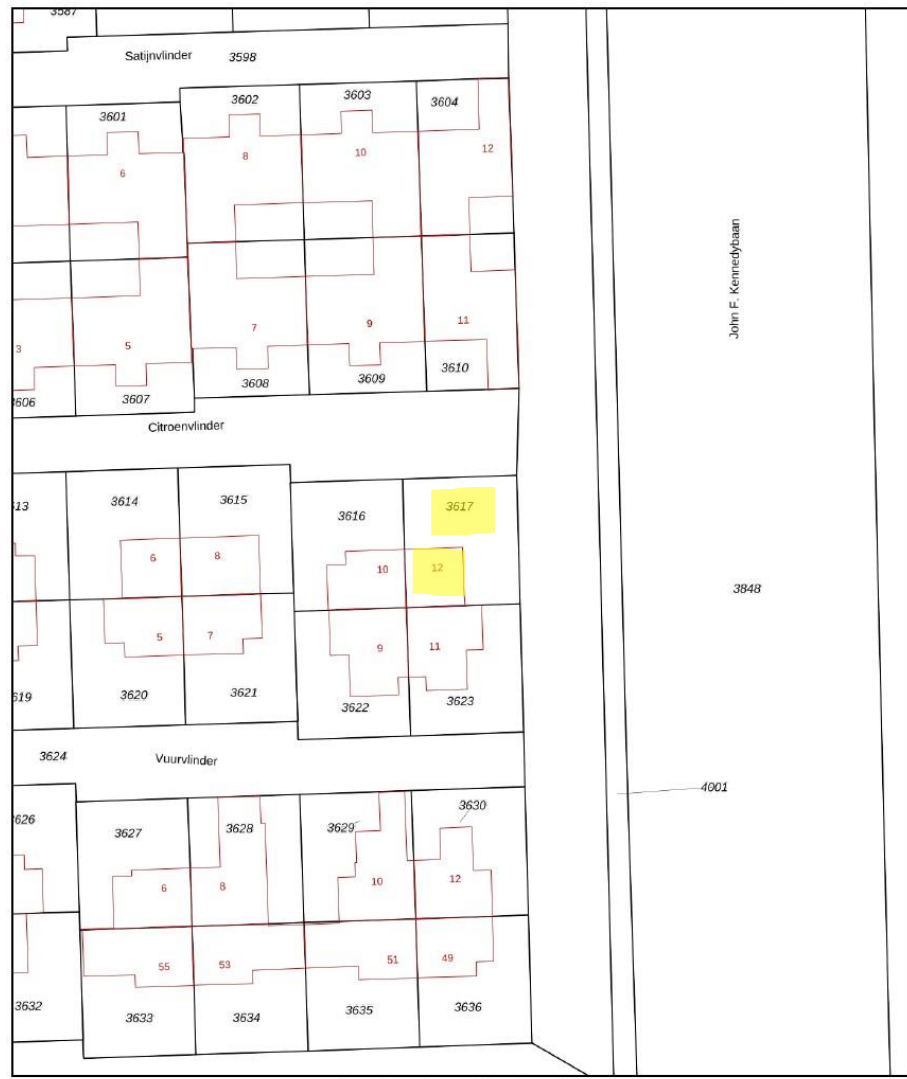 3587
Satijnvlinder 3598
3601 3602 3603 3604
6 8 10 12
John F. Kennedybaan
3 5 7 9 11
3606 3607 3608 3609 3610
Citroenvlinder
3614 3615 3616 3617
6 8 10 12
3848
5 7 9 11
3620 3621 3622 3623
3624 Vuurvlinder
4001
3627 3628 3629 3630
6 8 10 12
55 53 51 49
3632 3633 3634 3635 3636